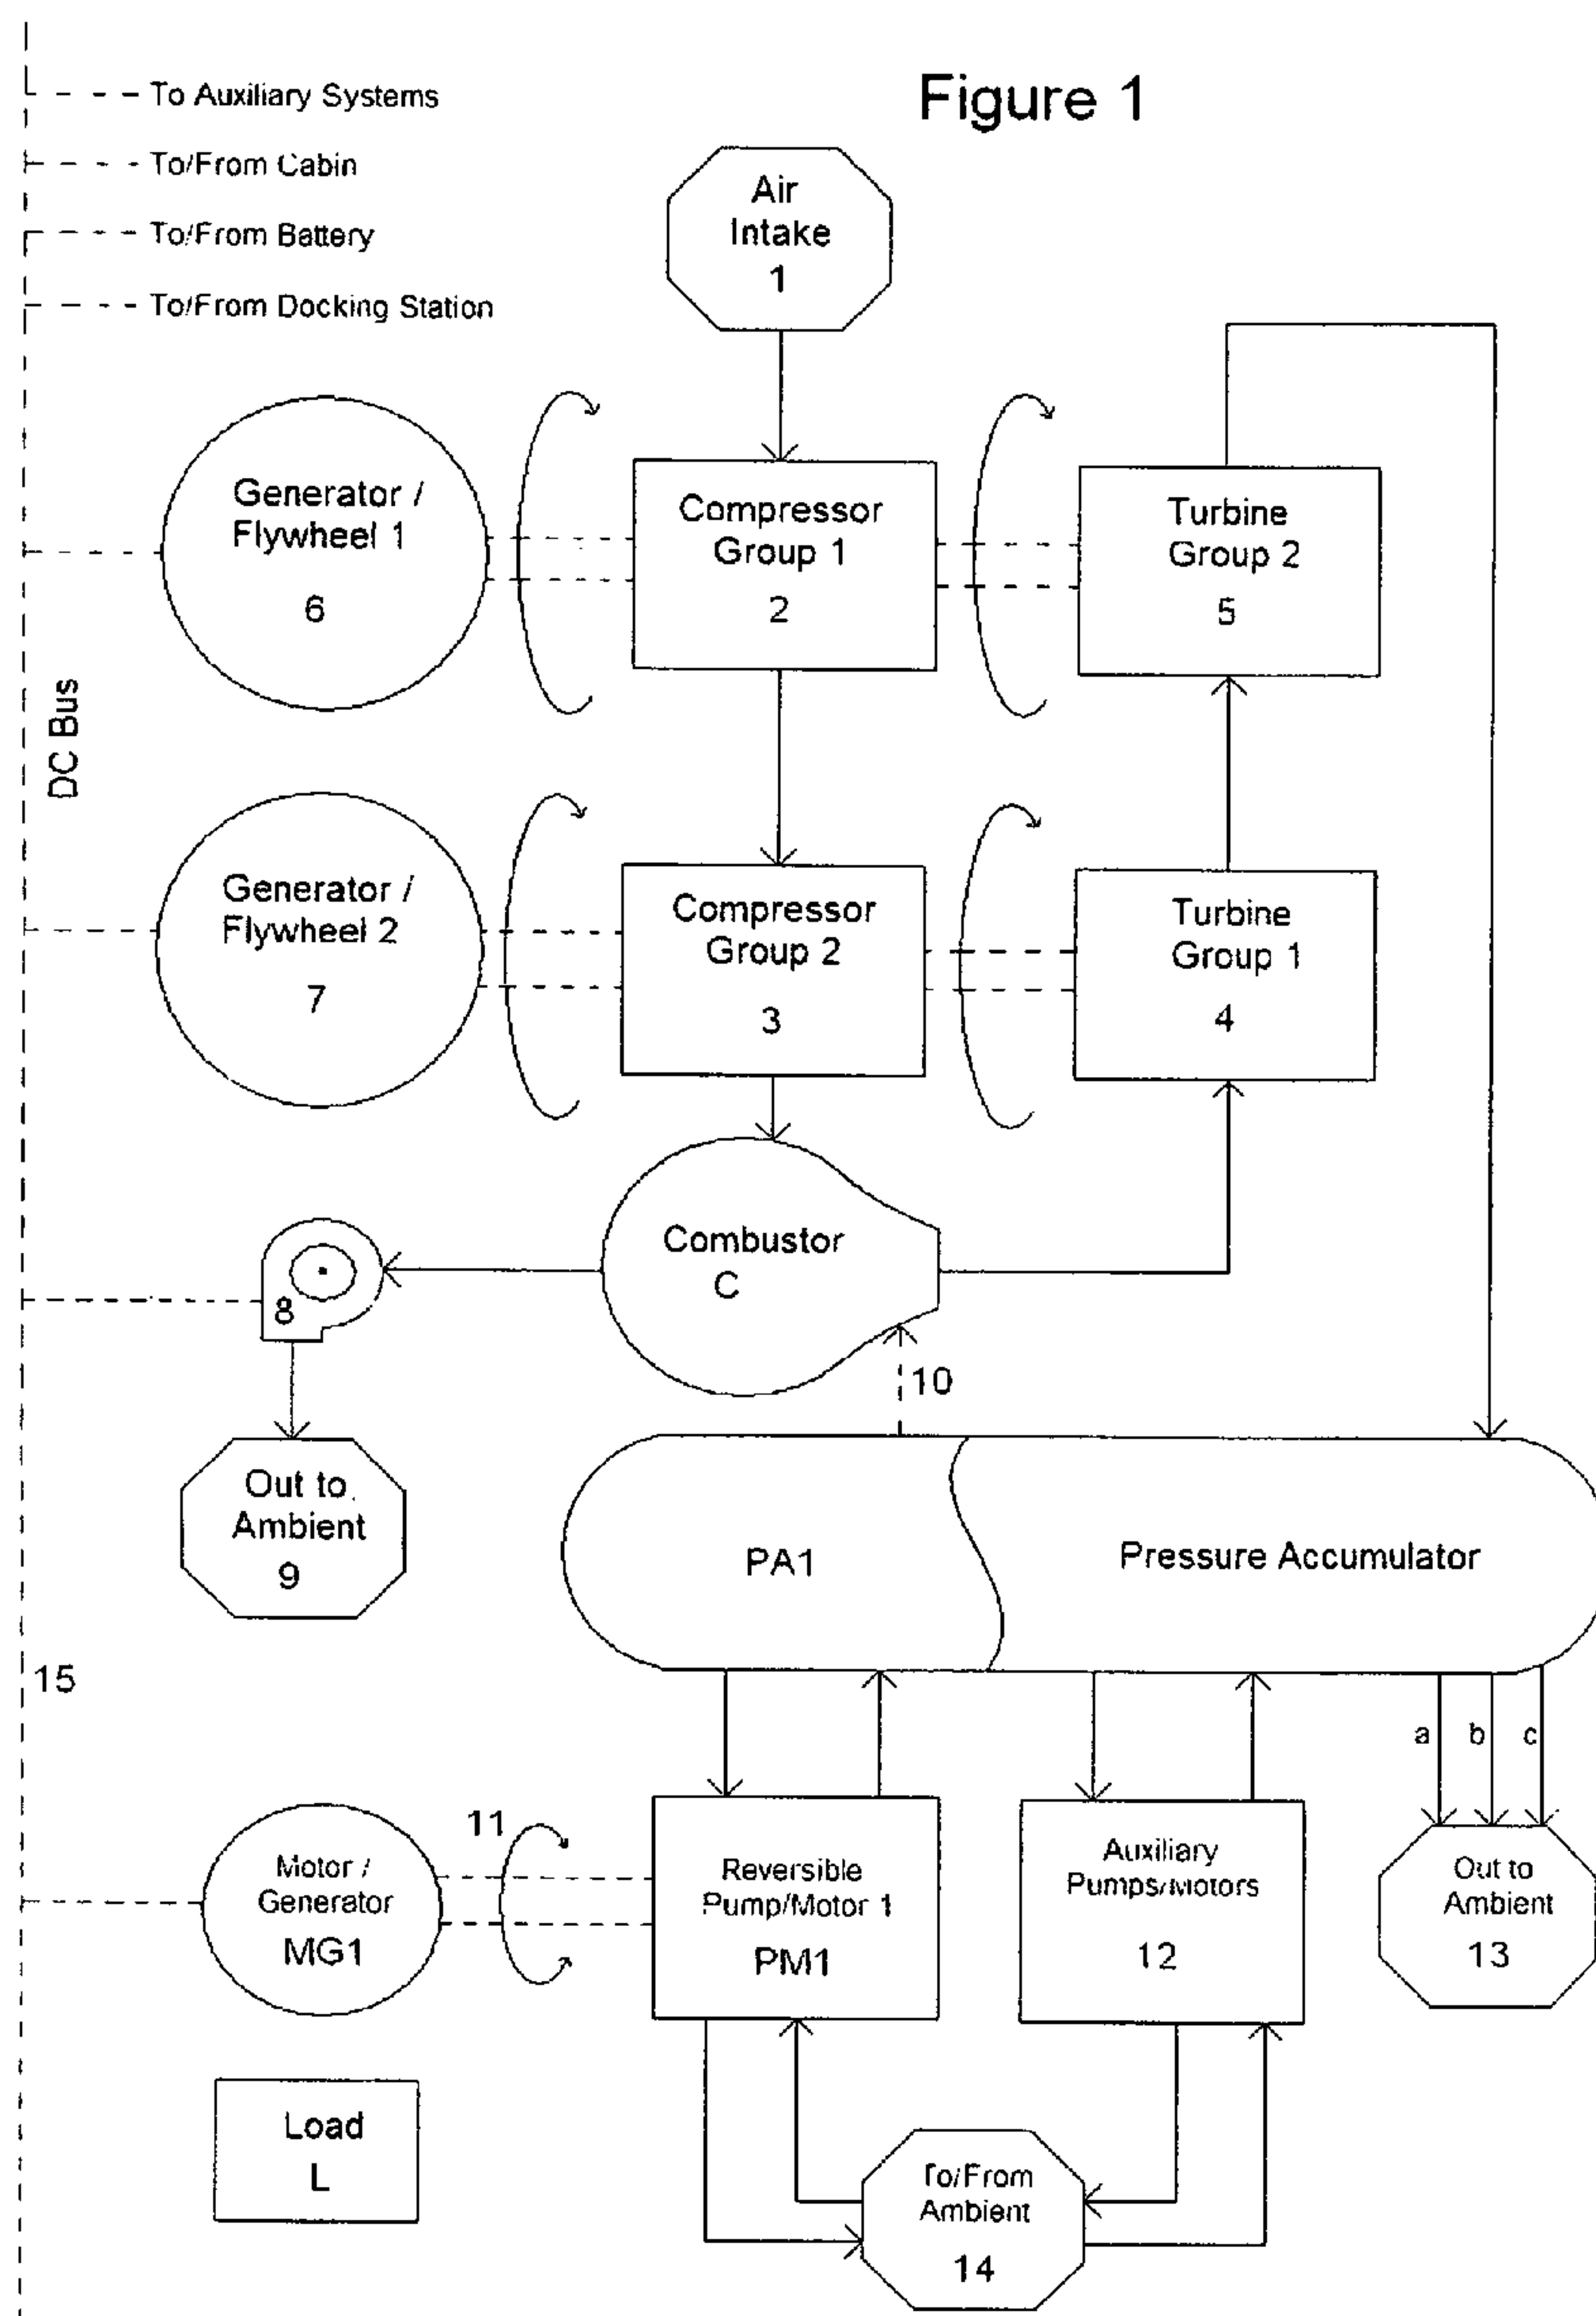 Figure 1
To Auxiliary Systems
To/From Cabin
To/From Battery
To/From Docking Station
Air
Intake
1
Generator /
Flywheel 1
6
Compressor
Group 1
2
Turbine
Group 2
5
DC Bus
Generator /
Flywheel 2
7
Compressor
Group 2
3
Turbine
Group 1
4
Combustor
C
8
10
Out to
Ambient
9
PA1
Pressure Accumulator
15
a
b
c
11
Motor /
Generator
MG1
Reversible
Pump/Motor 1
PM1
Auxiliary
Pumps/Motors
12
Out to
Ambient
13
Load
L
To/From
Ambient
14